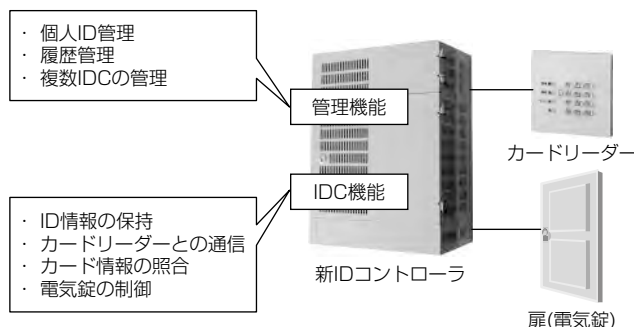 ・ 個人ID管理
・ 履歴管理
・ 複数IDCの管理
管理機能
カードリーダー
IDC機能
・ ID情報の保持
・ カードリーダーとの通信
・ カード情報の照合
・ 電気錠の制御
新IDコントローラ
扉(電気錠)